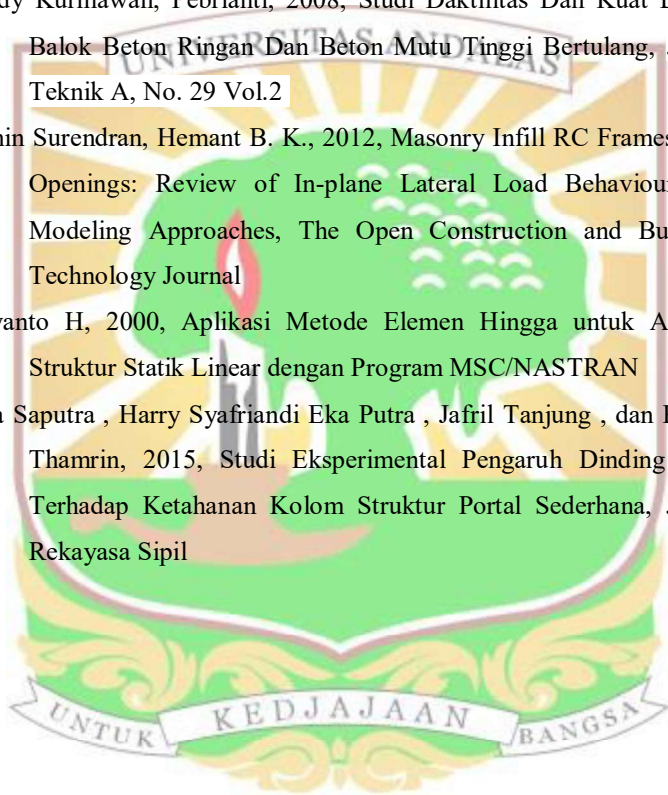 dy Kurniawan, Febrianti, 2008, Studi Daktilitas Dan Kuat
Balok Beton Ringan Dan Beton Mutu Tinggi Bertulang,
Teknik A, No. 29 Vol.2
in Surendran, Hemant B. K., 2012, Masonry Infill RC Frames
Openings: Review of In-plane Lateral Load Behaviour
Modeling Approaches, The Open Construction and Bu
Technology Journal
anto H, 2000, Aplikasi Metode Elemen Hingga untuk A
Struktur Statik Linear dengan Program MSC/NASTRAN
a Saputra , Harry Syafriandi Eka Putra , Jafril Tanjung , dan
Thamrin, 2015, Studi Eksperimental Pengaruh Dinding
Terhadap Ketahanan Kolom Struktur Portal Sederhana,
Rekayasa Sipil
UNIVERSITAS ANDALAS
UNTUK KEDJAJAAN BANGSA